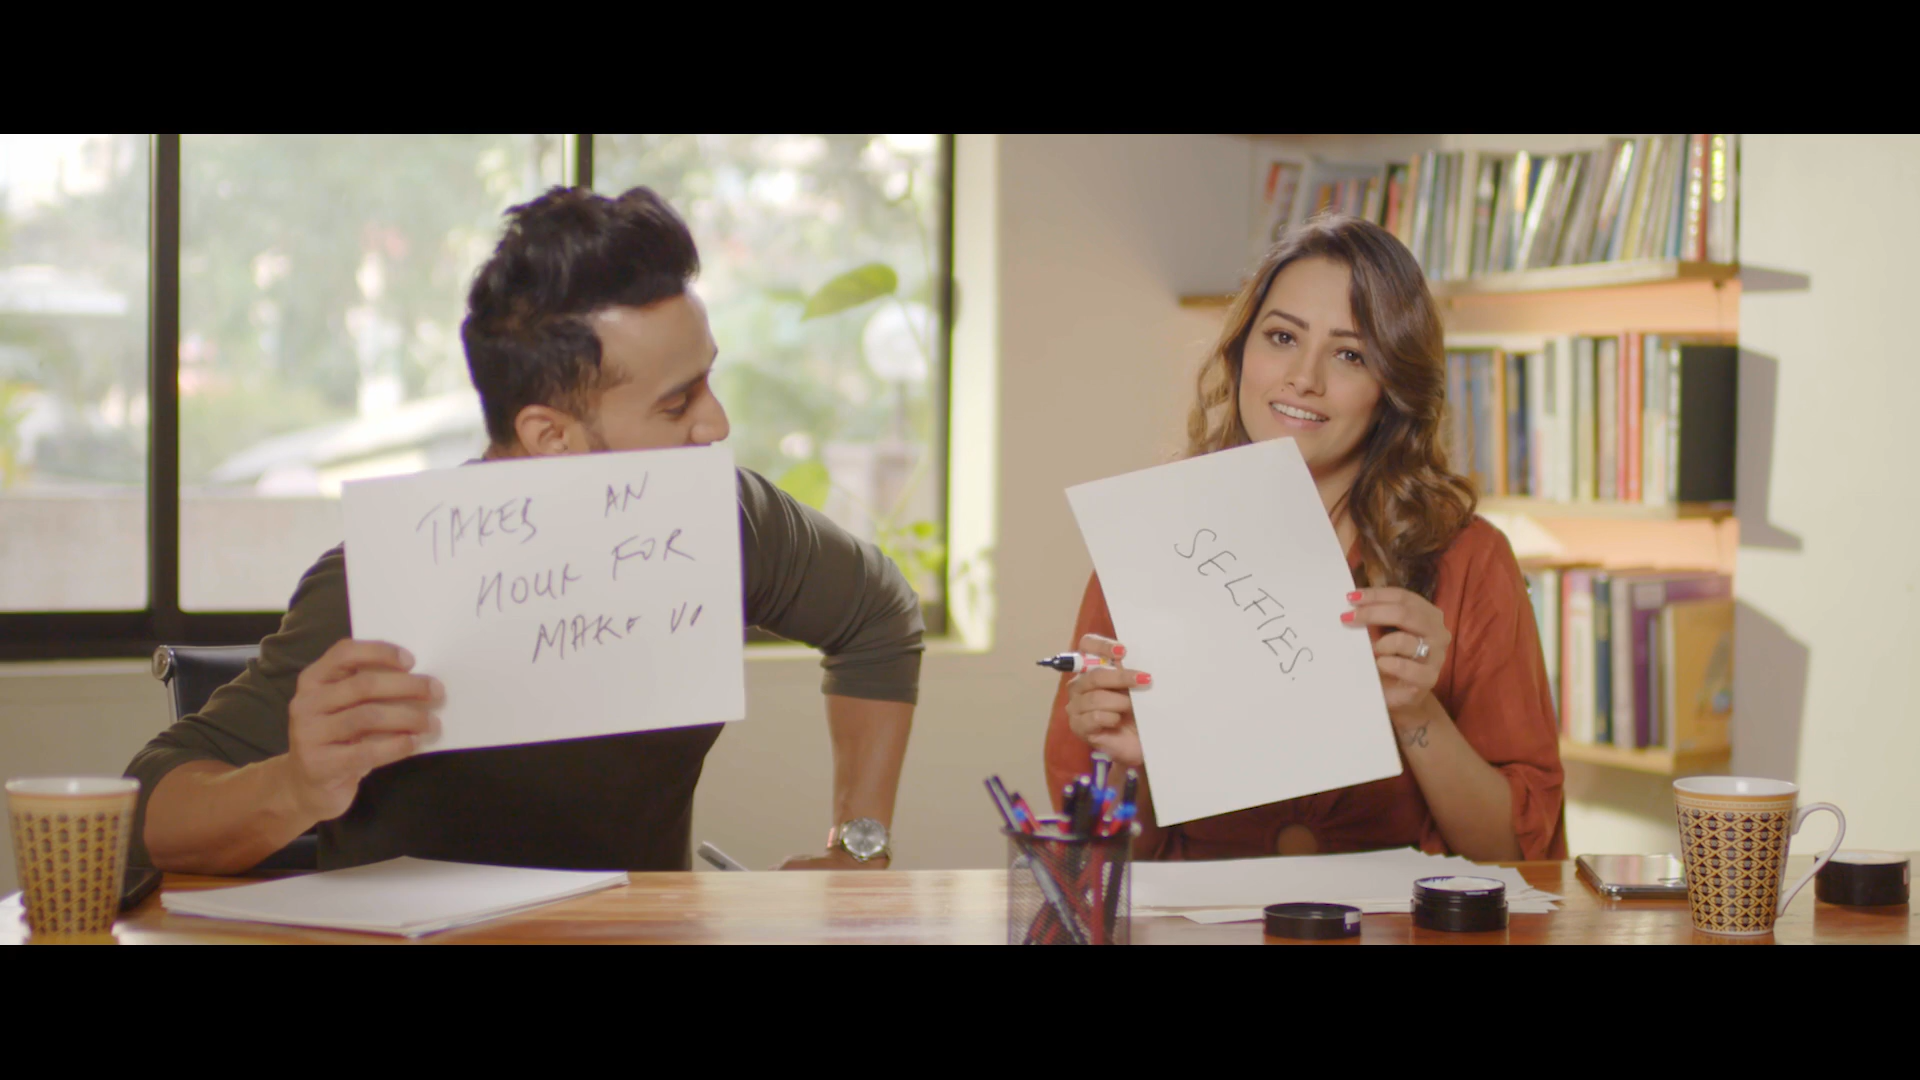 TAKES AN
HOUR FOR
MAKE UP
SELFIES.
R